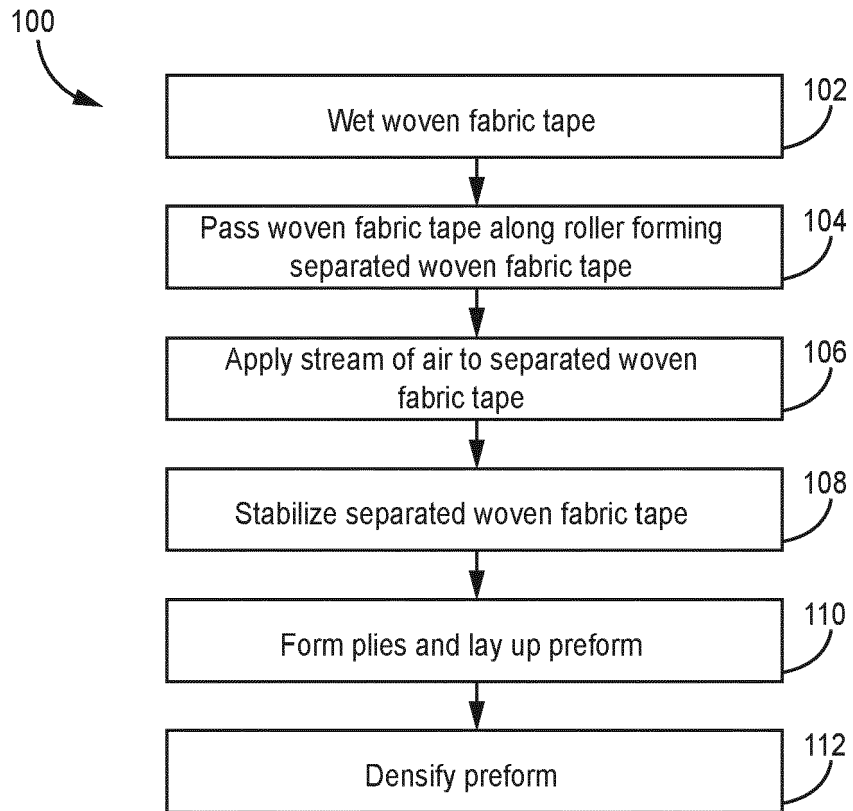 100
Wet woven fabric tape
102
Pass woven fabric tape along roller forming
separated woven fabric tape
104
Apply stream of air to separated woven
fabric tape
106
Stabilize separated woven fabric tape
108
Form plies and lay up preform
110
Densify preform
112